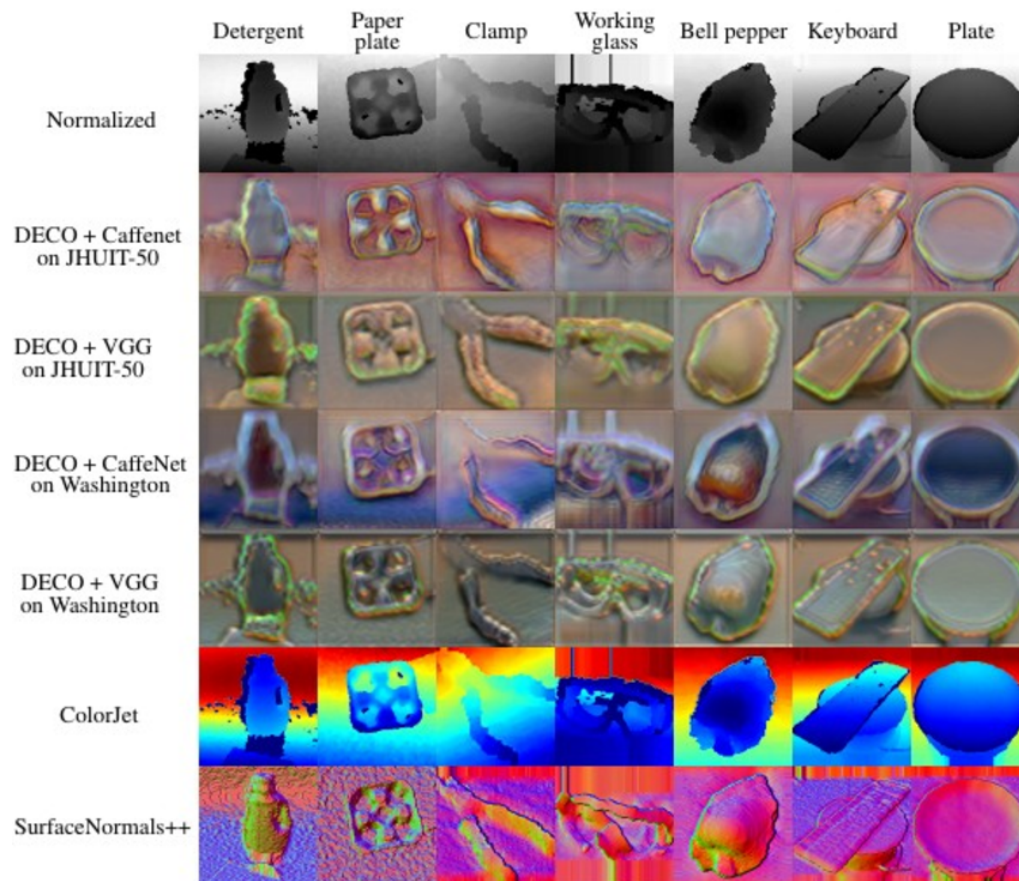 Detergent
Paper
plate
Clamp
Working
glass
Bell pepper
Keyboard
Plate
Normalized
DECO + Caffenet
on JHUIT-50
DECO + VGG
on JHUIT-50
DECO + CaffeNet
on Washington
DECO + VGG
on Washington
ColorJet
SurfaceNormals++